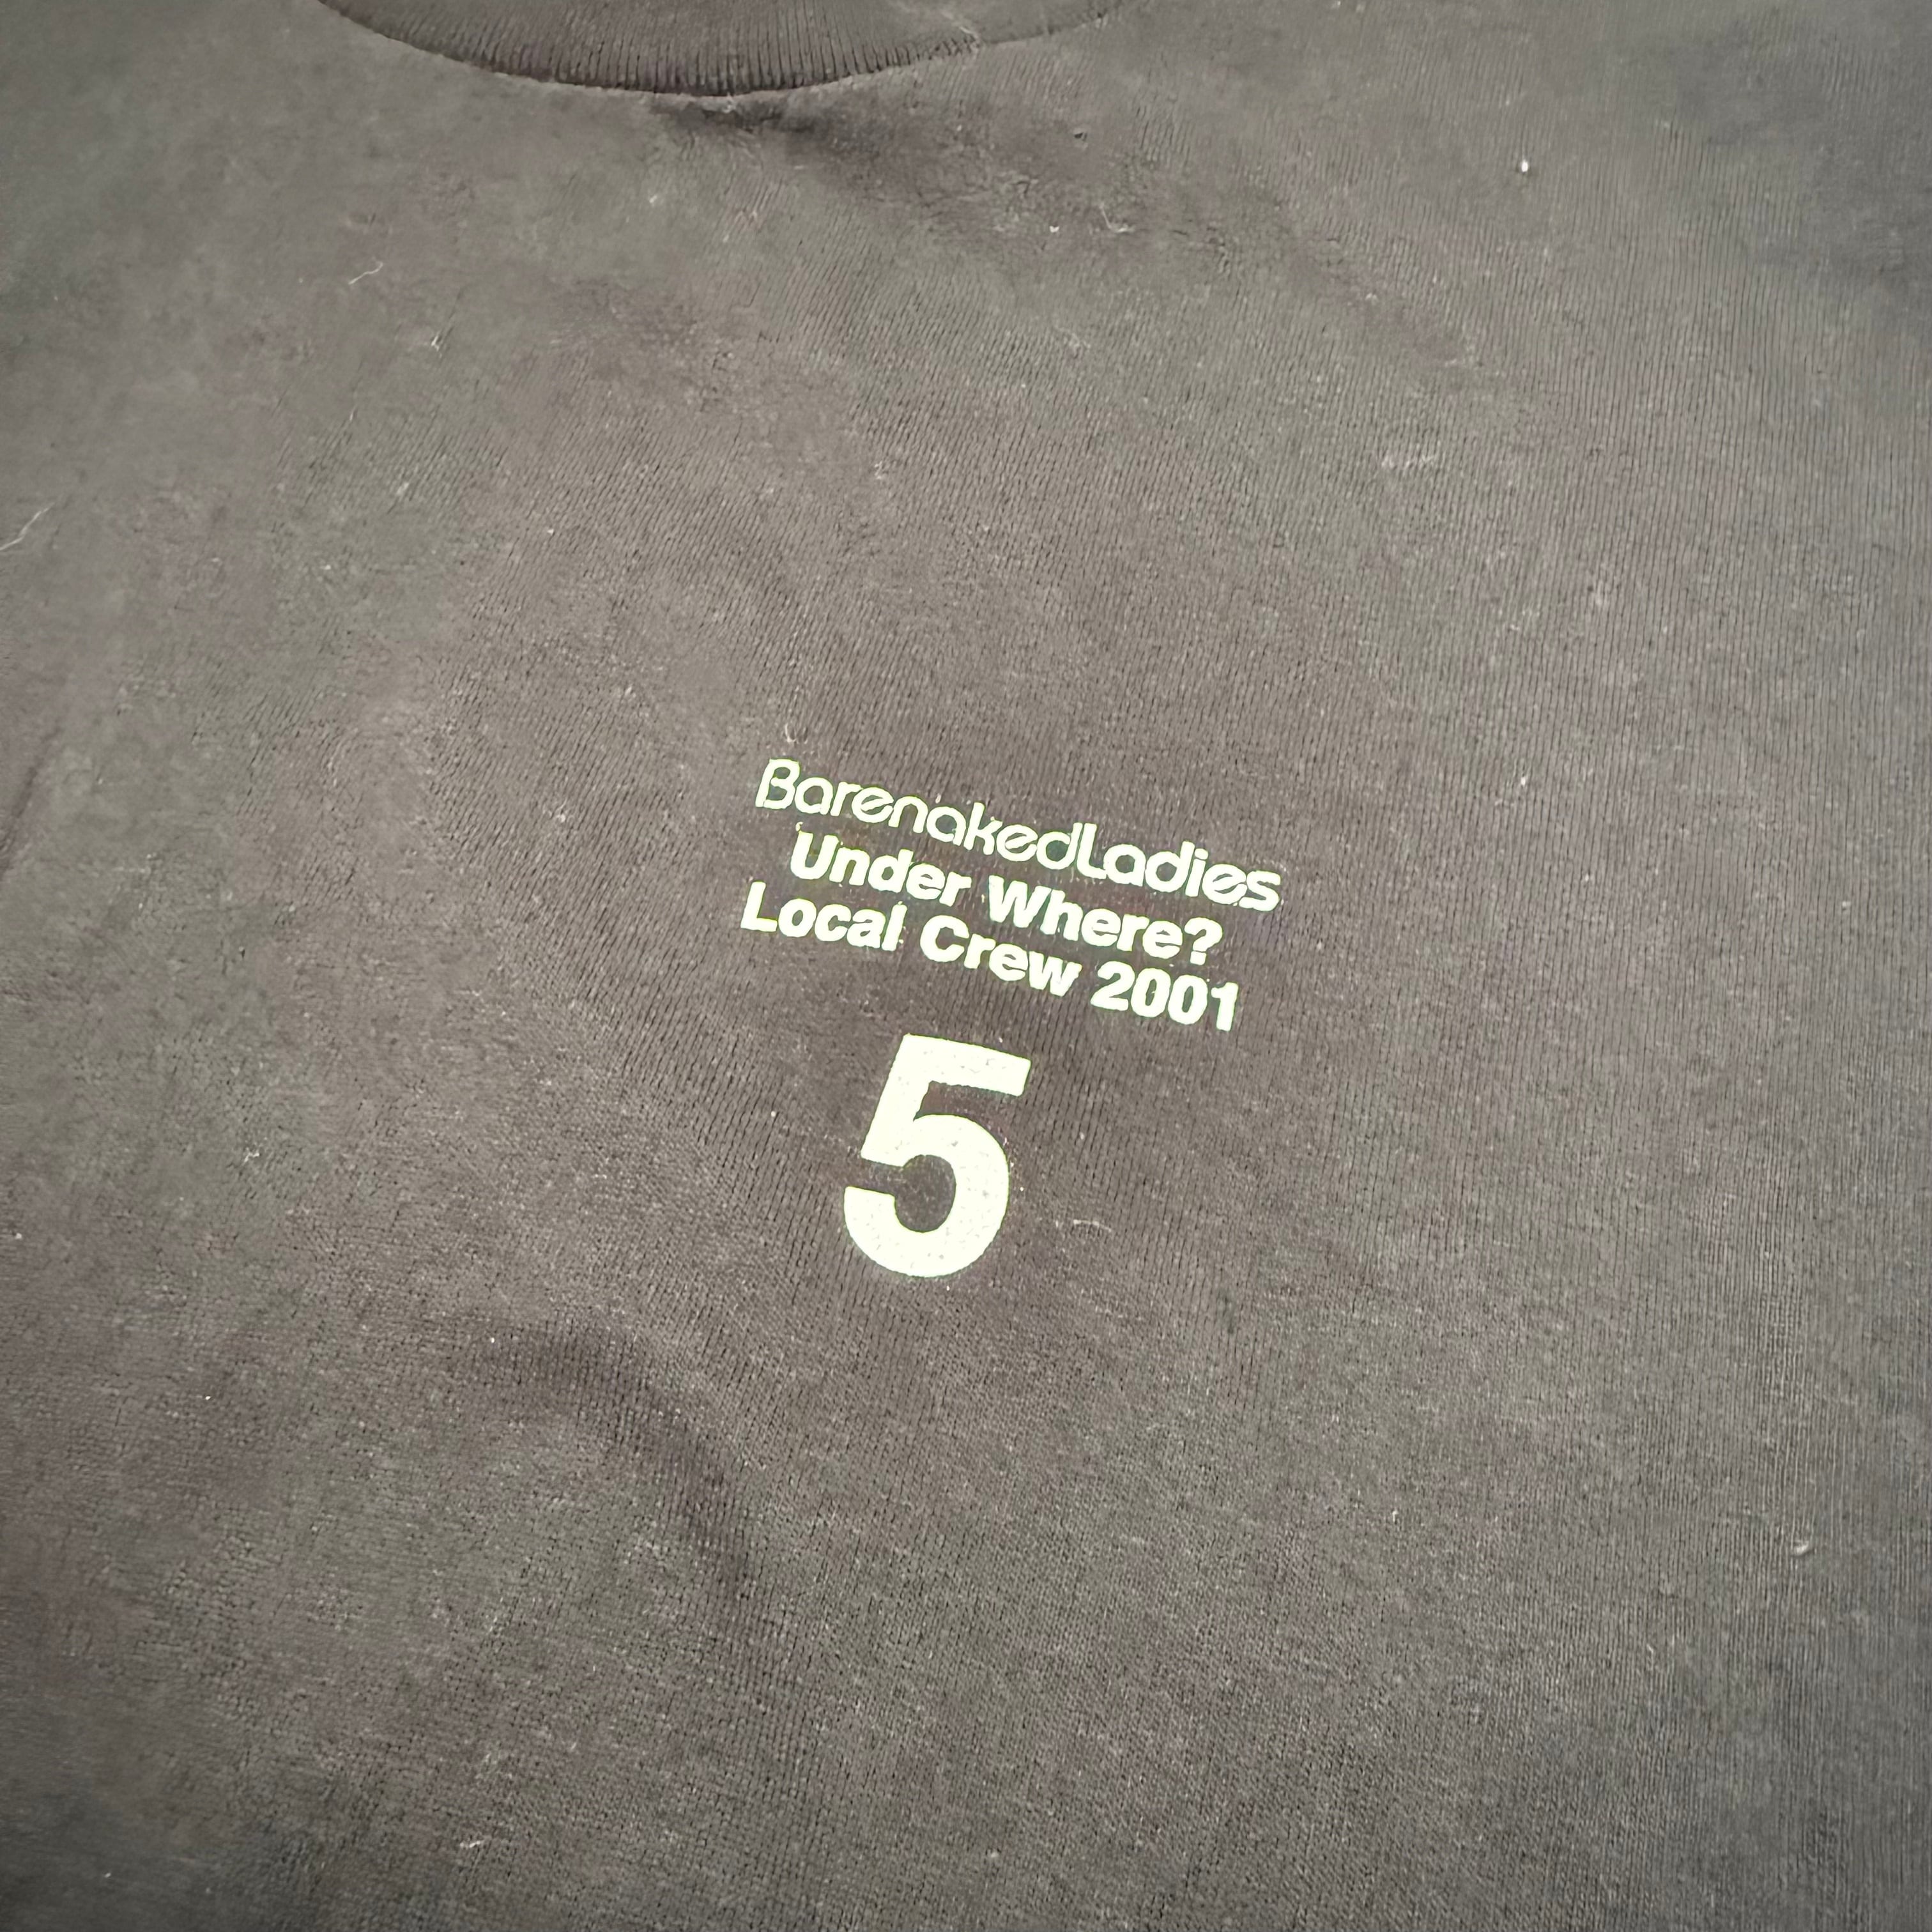 BarenakedLadies
Under Where?
Local Crew 2001
5